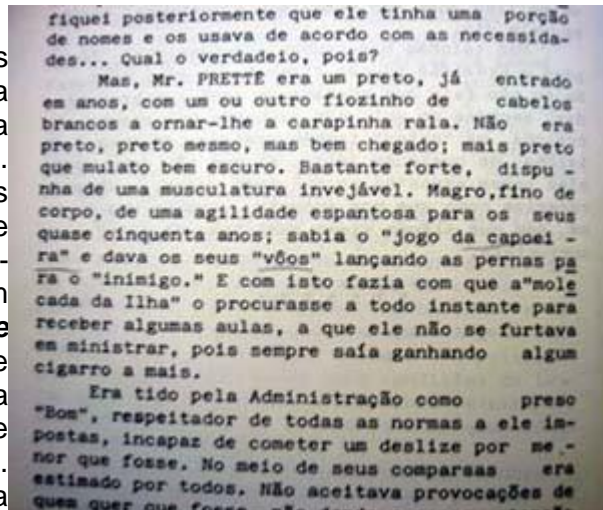 fiquei posteriormente que ele tinha uma porção
de nomes e os usava de acordo com as necessida-
des... Qual o verdadeio, pois?
Mas, Mr. PRETTÊ era um preto, já entrado
em anos, com um ou outro fiozinho de cabelos
brancos a ornar-lhe a carapinha rala. Não era
preto, preto mesmo, mas bem chegado; mais preto
que mulato bem escuro. Bastante forte, dispu -
nha de uma musculatura invejável. Magro,fino de
corpo, de uma agilidade espantosa para os seus
quase cinquenta anos; sabia o "jogo da capoei -
ra" e dava os seus "vôos" lançando as pernas pa
ra o "inimigo." E com isto fazia com que a"mole
cada da Ilha" o procurasse a todo instante para
receber algumas aulas, a que ele não se furtava
em ministrar, pois sempre saía ganhando algum
cigarro a mais.
Era tido pela Administração como preso
"Bom", respeitador de todas as normas a ele im-
postas, incapaz de cometer um deslize por me.-
nor que fosse. No meio de seus comparsas era
estimado por todos. Não aceitava provocações de
quem quer que fosse,